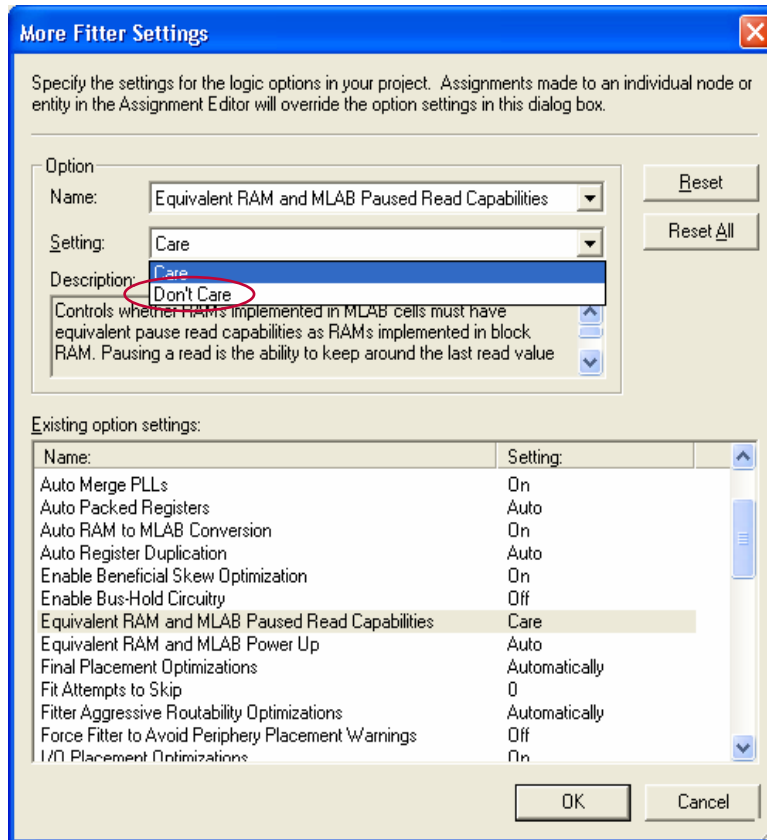 More Fitter Settings
Specify the settings for the logic options in your project. Assignments made to an individual node or
entity in the Assignment Editor will override the option settings in this dialog box.
Option
Name: Equivalent RAM and MLAB Paused Read Capabilities
Reset
Setting: Care
Reset All
Description: Care
Don't Care
Controls whether RAMs implemented in MLAB cells must have
equivalent pause read capabilities as RAMs implemented in block
RAM. Pausing a read is the ability to keep around the last read value
Existing option settings:
Name: Setting:
Auto Merge PLLs On
Auto Packed Registers Auto
Auto RAM to MLAB Conversion On
Auto Register Duplication Auto
Enable Beneficial Skew Optimization On
Enable Bus-Hold Circuitry Off
Equivalent RAM and MLAB Paused Read Capabilities Care
Equivalent RAM and MLAB Power Up Auto
Final Placement Optimizations Automatically
Fit Attempts to Skip 0
Fitter Aggressive Routability Optimizations Automatically
Force Fitter to Avoid Periphery Placement Warnings Off
I/O Placement Optimizations On
OK Cancel